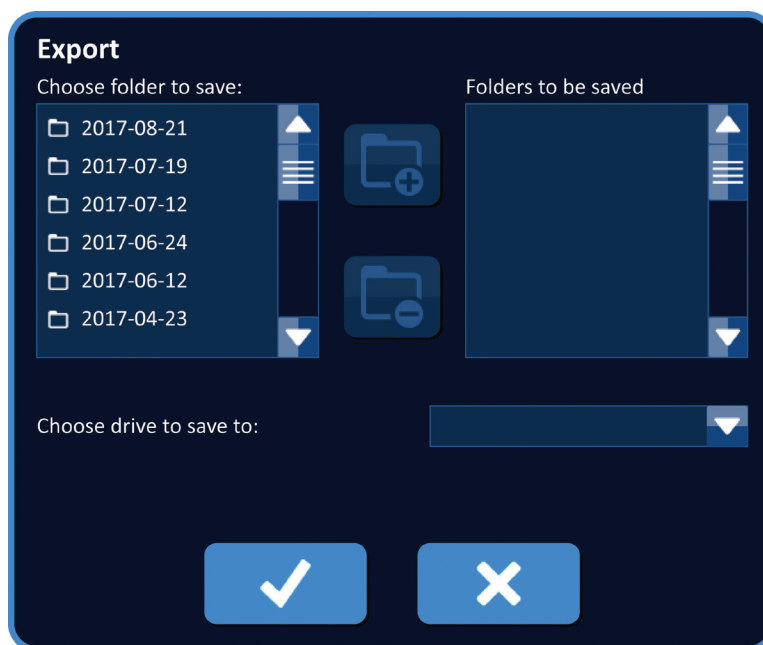 Export
Choose folder to save:
Folders to be saved
2017-08-21
2017-07-19
2017-07-12
2017-06-24
2017-06-12
2017-04-23
Choose drive to save to: